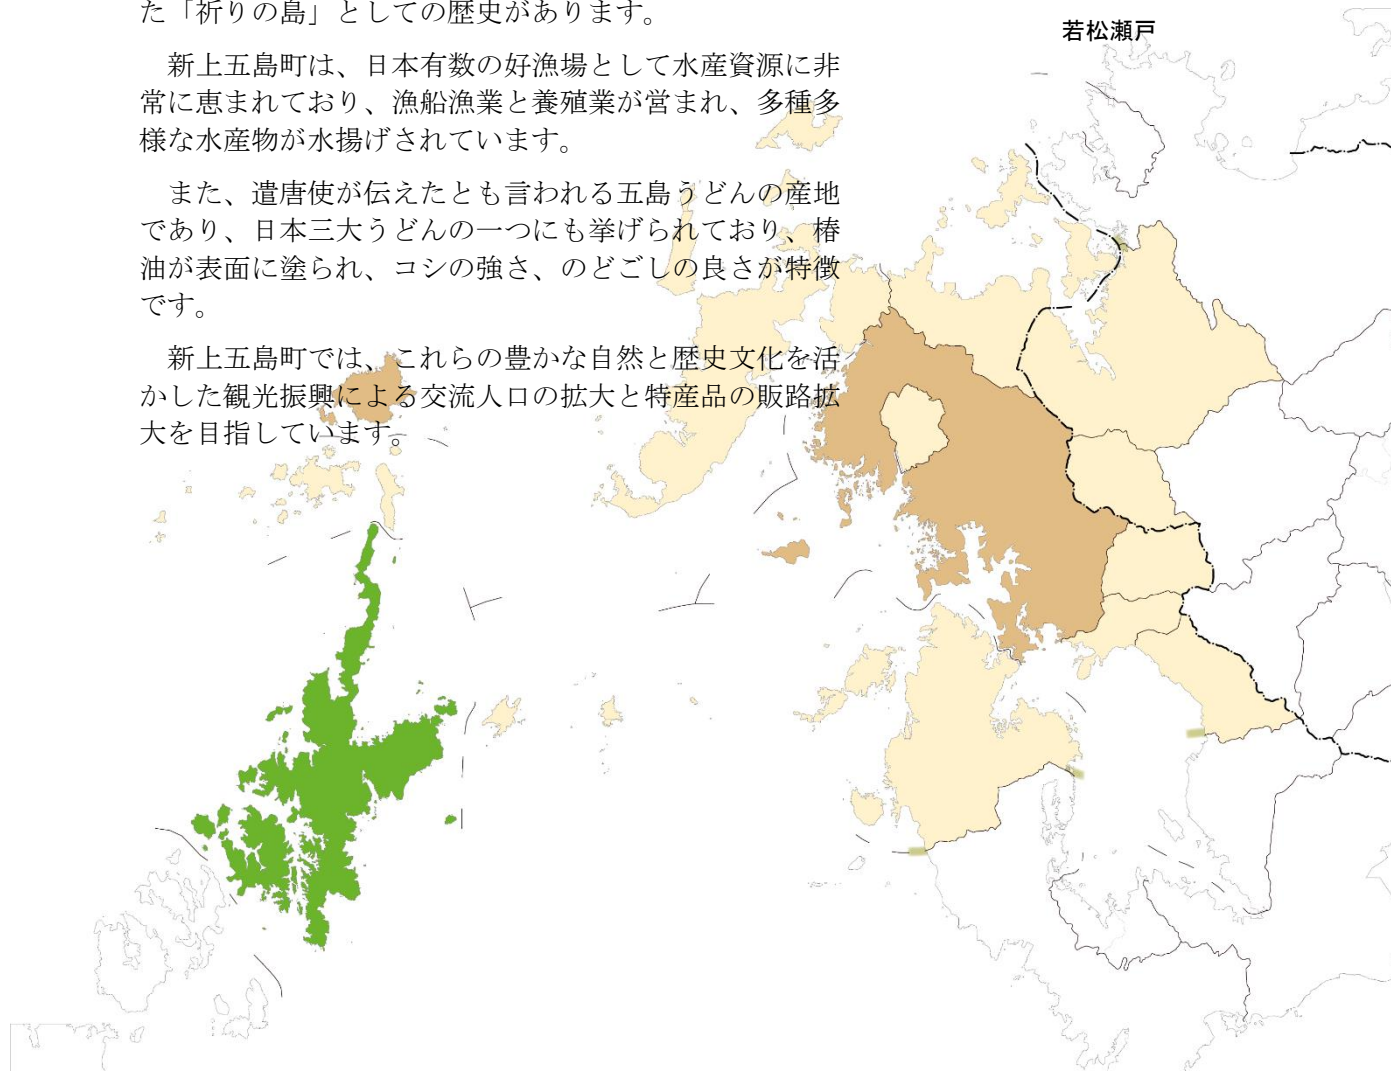 た「祈りの島」としての歴史があります。
若松瀬戸
　新上五島町は、日本有数の好漁場として水産資源に非
常に恵まれており、漁船漁業と養殖業が営まれ、多種多
様な水産物が水揚げされています。
　また、遣唐使が伝えたとも言われる五島うどんの産地
であり、日本三大うどんの一つにも挙げられており、椿
油が表面に塗られ、コシの強さ、のどごしの良さが特徴
です。
　新上五島町では、これらの豊かな自然と歴史文化を活
かした観光振興による交流人口の拡大と特産品の販路拡
大を目指しています。